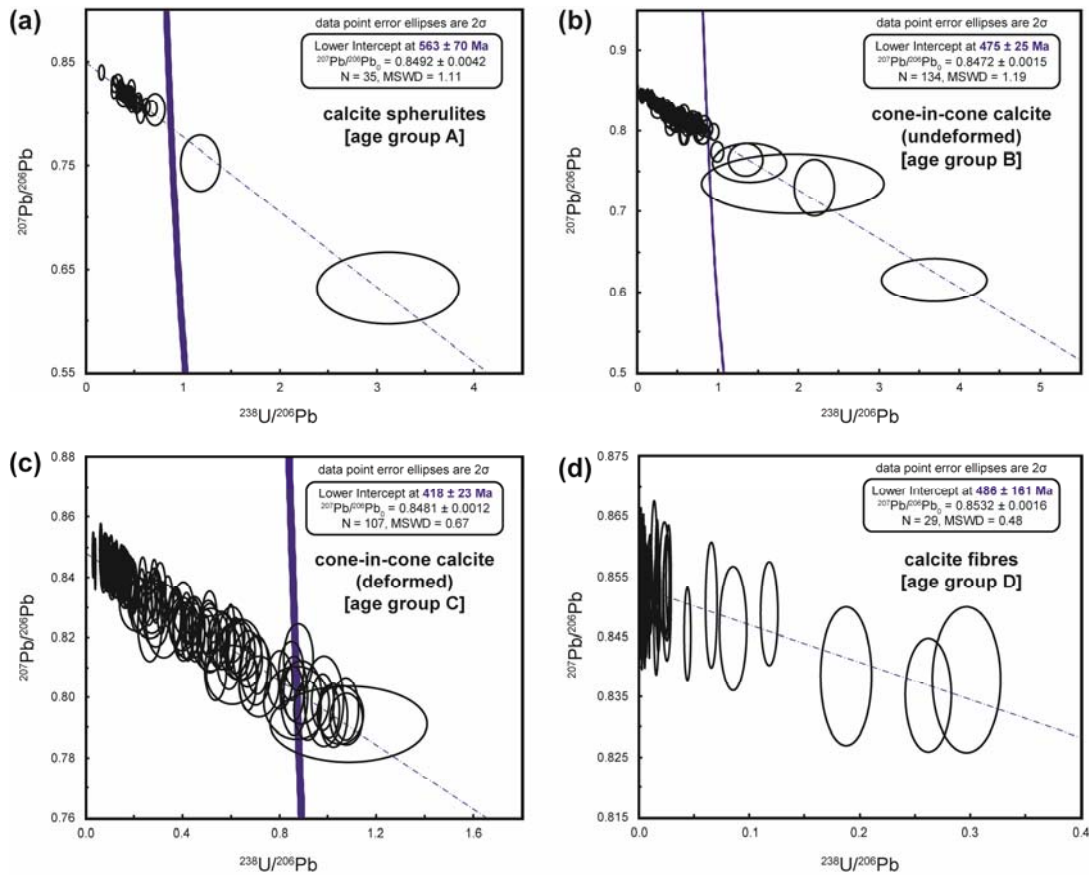 (a)
data point error ellipses are 2σ
Lower Intercept at 563 ± 70 Ma
²⁰⁷Pb/²⁰⁶Pb₀ = 0.8492 ± 0.0042
N = 35, MSWD = 1.11
calcite spherulites
[age group A]
0.85
0.75
0.65
0.55
²⁰⁷Pb/²⁰⁶Pb
0 1 2 3 4
²³⁸U/²⁰⁶Pb
(b)
data point error ellipses are 2σ
Lower Intercept at 475 ± 25 Ma
²⁰⁷Pb/²⁰⁶Pb₀ = 0.8472 ± 0.0015
N = 134, MSWD = 1.19
cone-in-cone calcite
(undeformed)
[age group B]
0.9
0.8
0.7
0.6
0.5
²⁰⁷Pb/²⁰⁶Pb
0 1 2 3 4 5
²³⁸U/²⁰⁶Pb
(c)
data point error ellipses are 2σ
Lower Intercept at 418 ± 23 Ma
²⁰⁷Pb/²⁰⁶Pb₀ = 0.8481 ± 0.0012
N = 107, MSWD = 0.67
cone-in-cone calcite
(deformed)
[age group C]
0.88
0.86
0.84
0.82
0.80
0.78
0.76
²⁰⁷Pb/²⁰⁶Pb
0.0 0.4 0.8 1.2 1.6
²³⁸U/²⁰⁶Pb
(d)
data point error ellipses are 2σ
Lower Intercept at 486 ± 161 Ma
²⁰⁷Pb/²⁰⁶Pb₀ = 0.8532 ± 0.0016
N = 29, MSWD = 0.48
calcite fibres
[age group D]
0.875
0.865
0.855
0.845
0.835
0.825
0.815
²⁰⁷Pb/²⁰⁶Pb
0.0 0.1 0.2 0.3 0.4
²³⁸U/²⁰⁶Pb